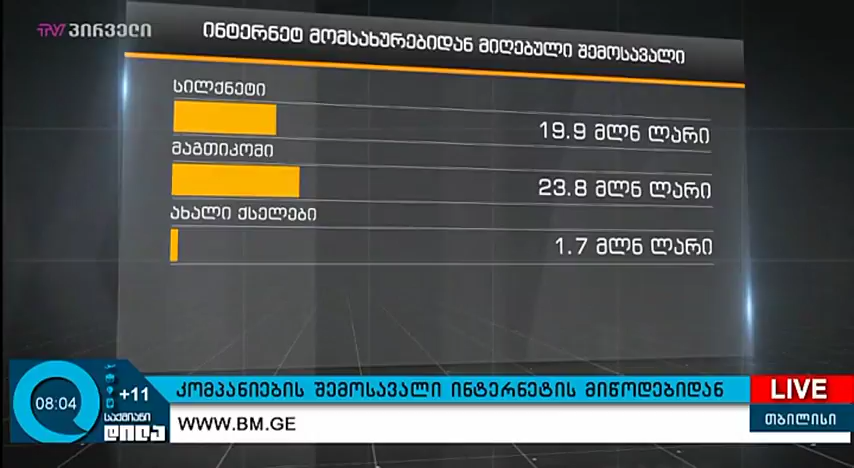 TV პირველი
ინტერნეტ მომსახურებიდან მიღებული შემოსავალი
სილქნეტი
19.9 მლნ ლარი
მაგთიკომი
23.8 მლნ ლარი
ახალი ქსელები
1.7 მლნ ლარი
08:04
+11
საქმიანი
დილა
კომპანიების შემოსავალი ინტერნეტის მიწოდებიდან
LIVE
WWW.BM.GE
თბილისი